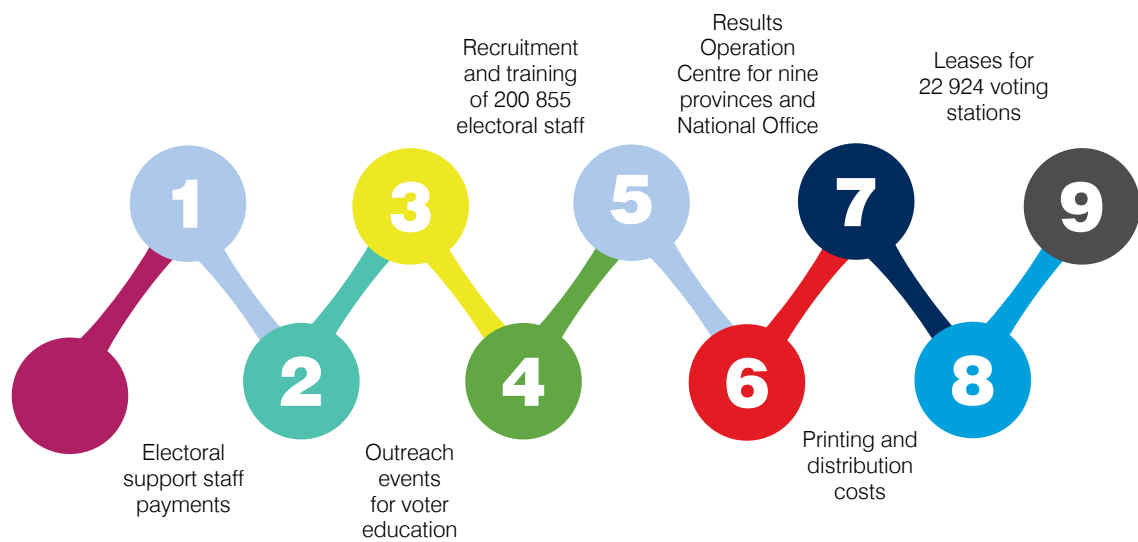 Recruitment
and training
of 200 855
electoral staff
Results
Operation
Centre for nine
provinces and
National Office
Leases for
22 924 voting
stations
1
3
5
7
9
2
4
6
8
Electoral
support staff
payments
Outreach
events
for voter
education
Printing and
distribution
costs